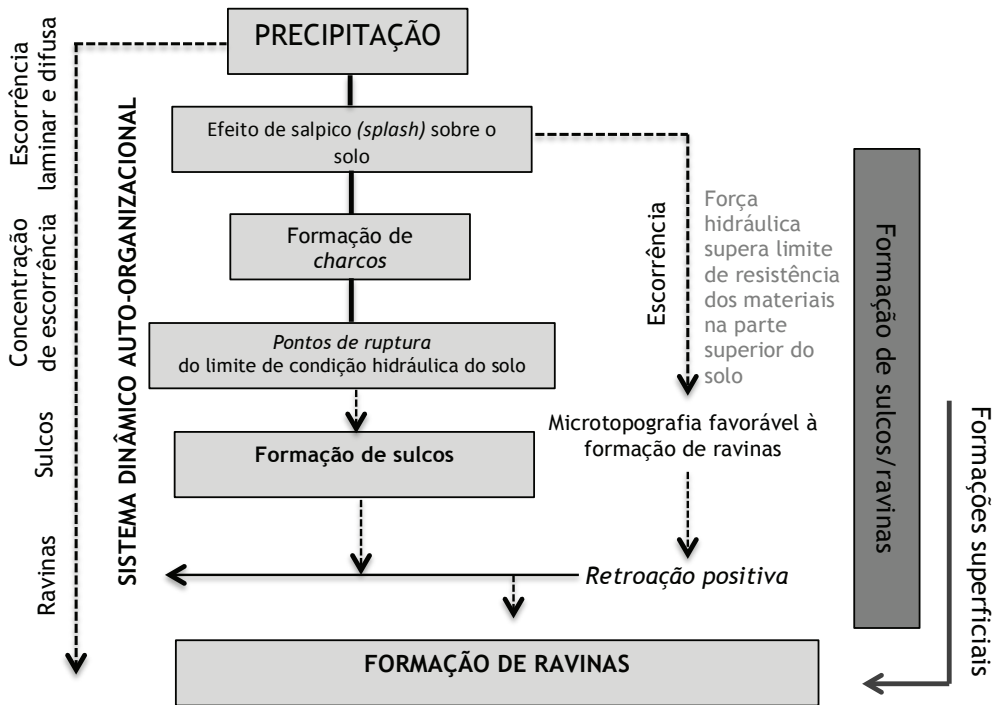 PRECIPITAÇÃO
Efeito de salpico (splash) sobre o
solo
Formação de
charcos
Pontos de ruptura
do limite de condição hidráulica do solo
Formação de sulcos
Escorrência
laminar e difusa
Concentração
de escorrência
Sulcos
Ravinas
SISTEMA DINÂMICO AUTO-ORGANIZACIONAL
Escorrência
Força
hidráulica
supera limite
de resistência
dos materiais
na parte
superior do
solo
Microtopografia favorável à
formação de ravinas
Retroação positiva
FORMAÇÃO DE RAVINAS
Formação de sulcos/ravinas
Formações superficiais